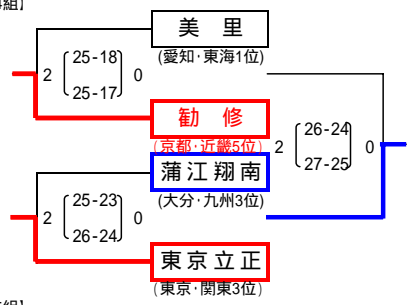 美里
(愛知・東海1位)
2 25-18 0
25-17
勧修
(京都・近畿5位)
2 26-24 0
27-25
蒲江翔南
(大分・九州3位)
2 25-23 0
26-24
東京立正
(東京・関東3位)